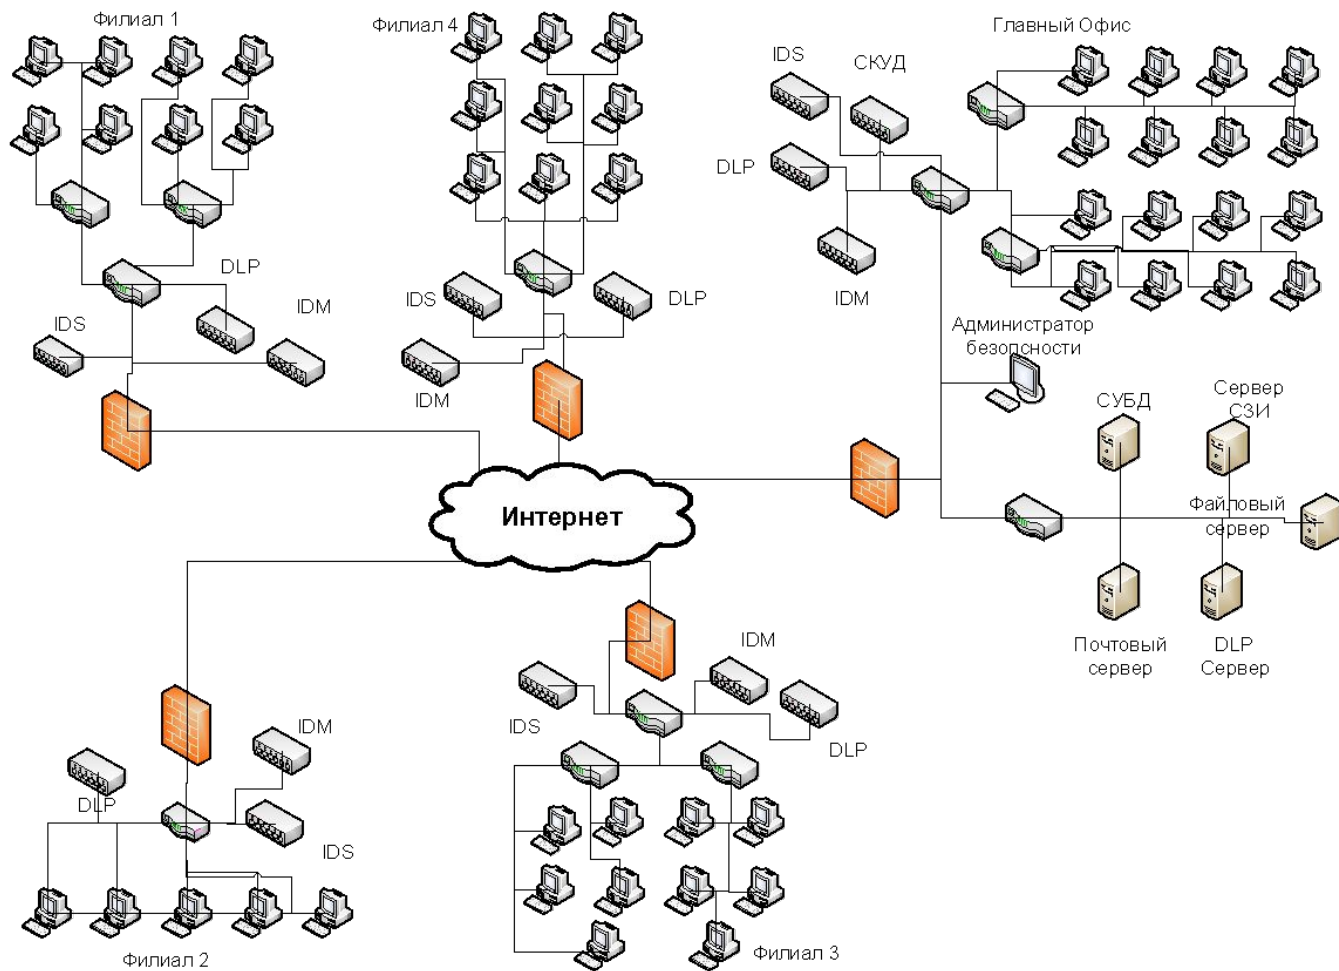 Филиал 1
Филиал 4
Главный Офис
IDS
СКУД
DLP
IDM
DLP
IDM
IDS
IDS
DLP
IDM
Администратор
безопсности
СУБД
Сервер
СЗИ
Файловый
сервер
Почтовый
сервер
DLP
Сервер
Интернет
IDM
DLP
IDS
Филиал 2
IDM
IDS
DLP
Филиал 3